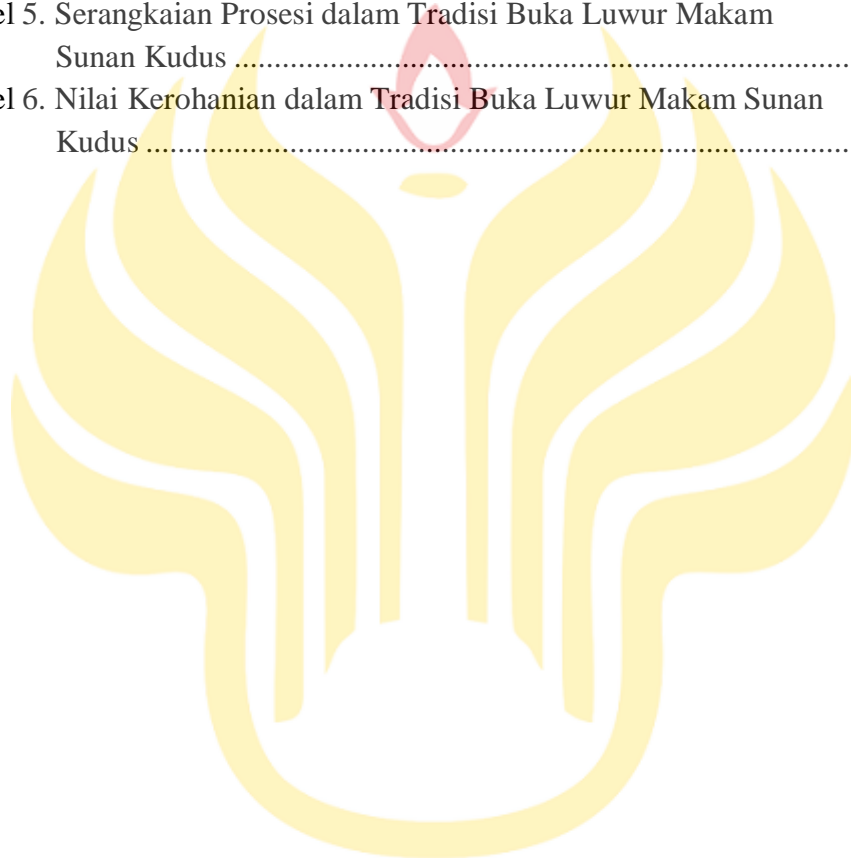 el 5. Serangkaian Prosesi dalam Tradisi Buka Luwur Makam
Sunan Kudus ................................................................................
el 6. Nilai Kerohanian dalam Tradisi Buka Luwur Makam Sunan
Kudus ...........................................................................................